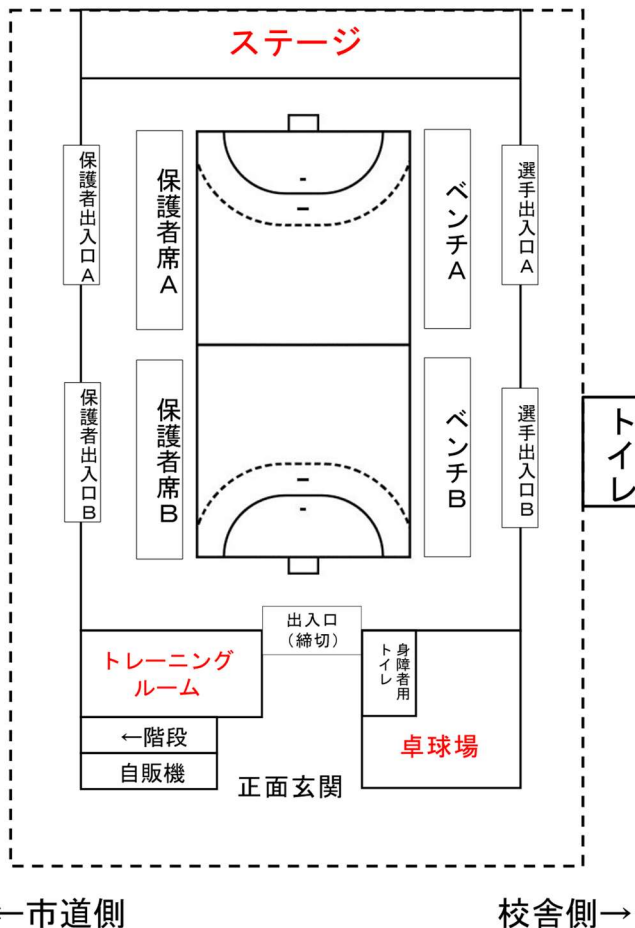 ステージ
保護者出入口A
保護者席A
ベンチA
選手出入口A
保護者出入口B
保護者席B
ベンチB
選手出入口B
トイレ
出入口
（締切）
トレーニング
ルーム
身障者用
トイレ
←階段
自販機
卓球場
正面玄関
←市道側
校舎側→